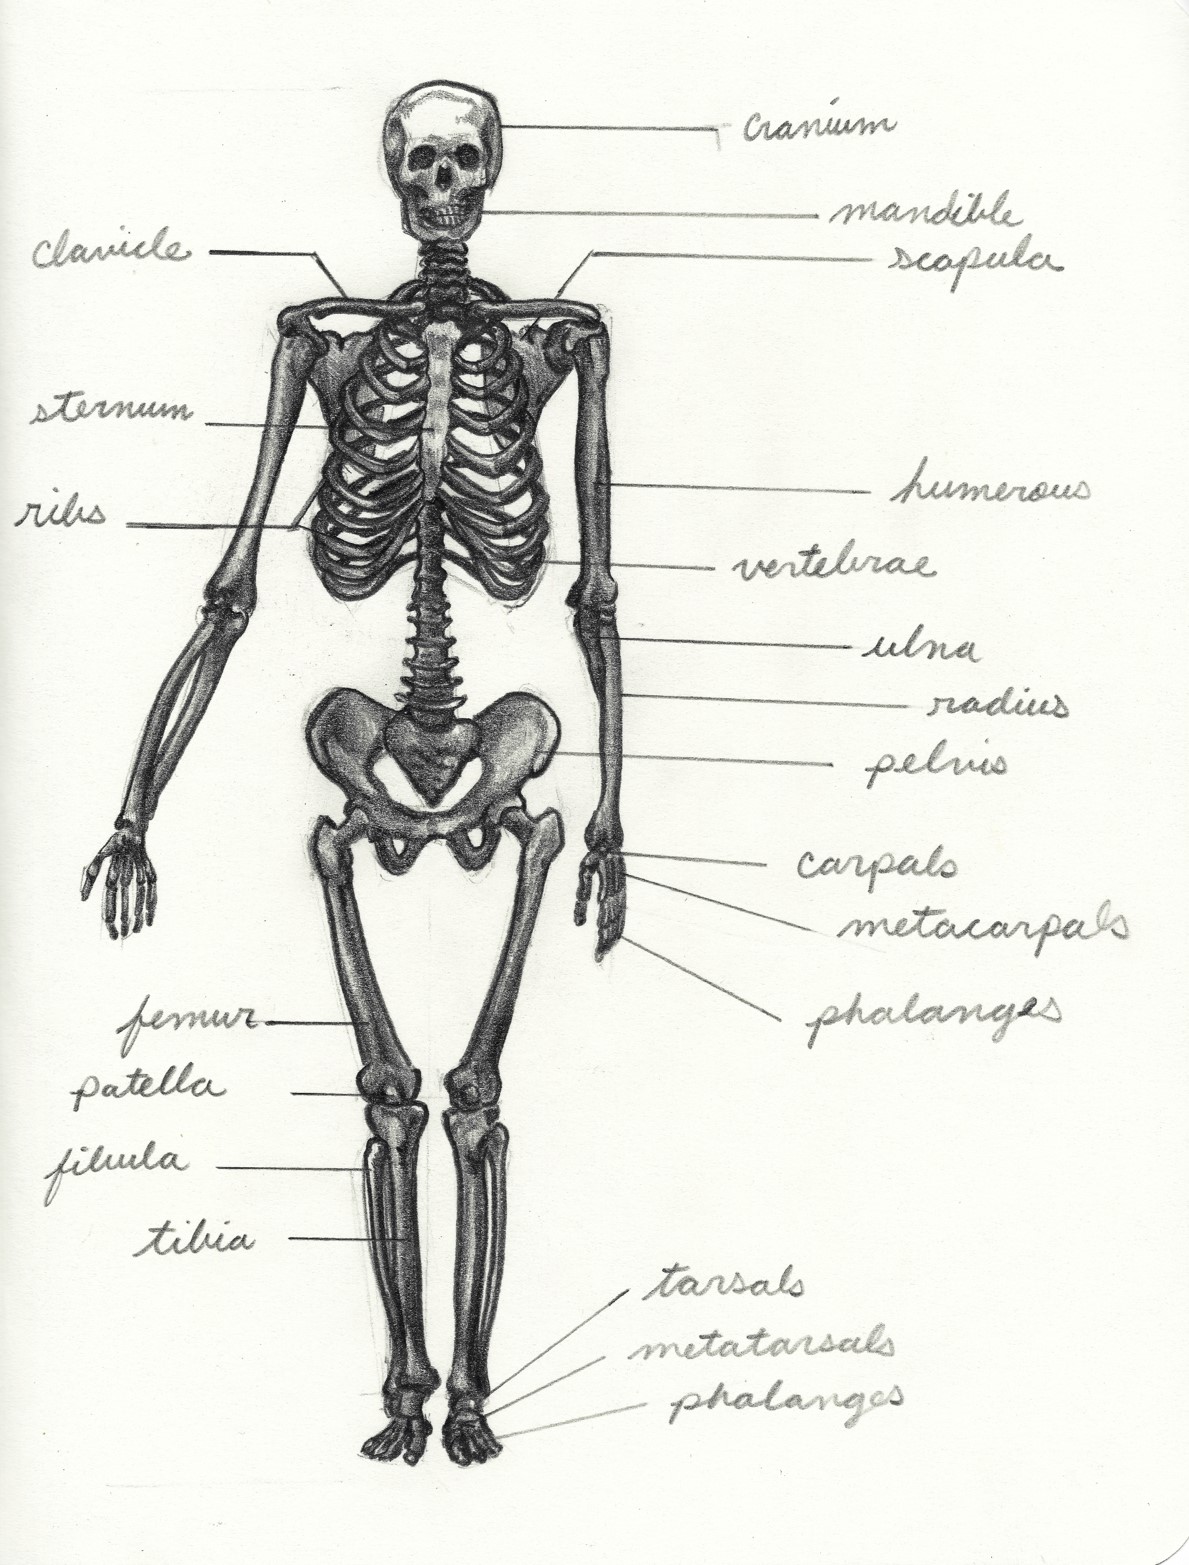 cranium
mandible
clavicle
scapula
sternum
humerous
ribs
vertebrae
ulna
radius
pelvis
carpals
metacarpals
femur
phalanges
patella
fibula
tibia
tarsals
metatarsals
phalanges